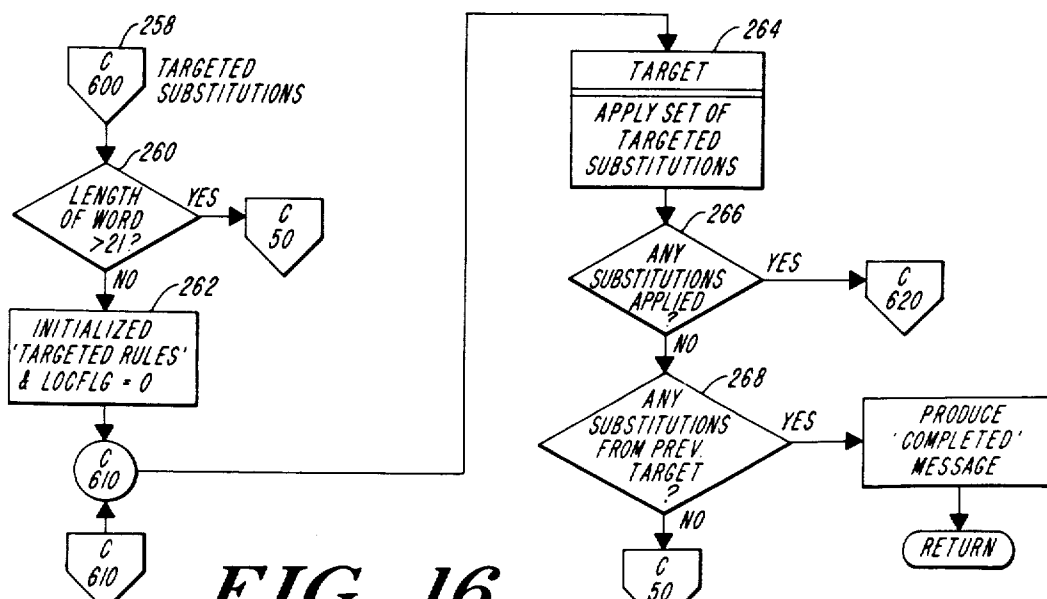 258
C
600
TARGETED
SUBSTITUTIONS
260
LENGTH
OF WORD
>21?
YES
C
50
NO
262
INITIALIZED
'TARGETED RULES'
& LOCFLG = 0
C
610
C
610
264
TARGET
APPLY SET OF
TARGETED
SUBSTITUTIONS
266
ANY
SUBSTITUTIONS
APPLIED
?
YES
C
620
NO
268
ANY
SUBSTITUTIONS
FROM PREV.
TARGET
?
YES
PRODUCE
'COMPLETED'
MESSAGE
RETURN
NO
C
50
FIG. 16